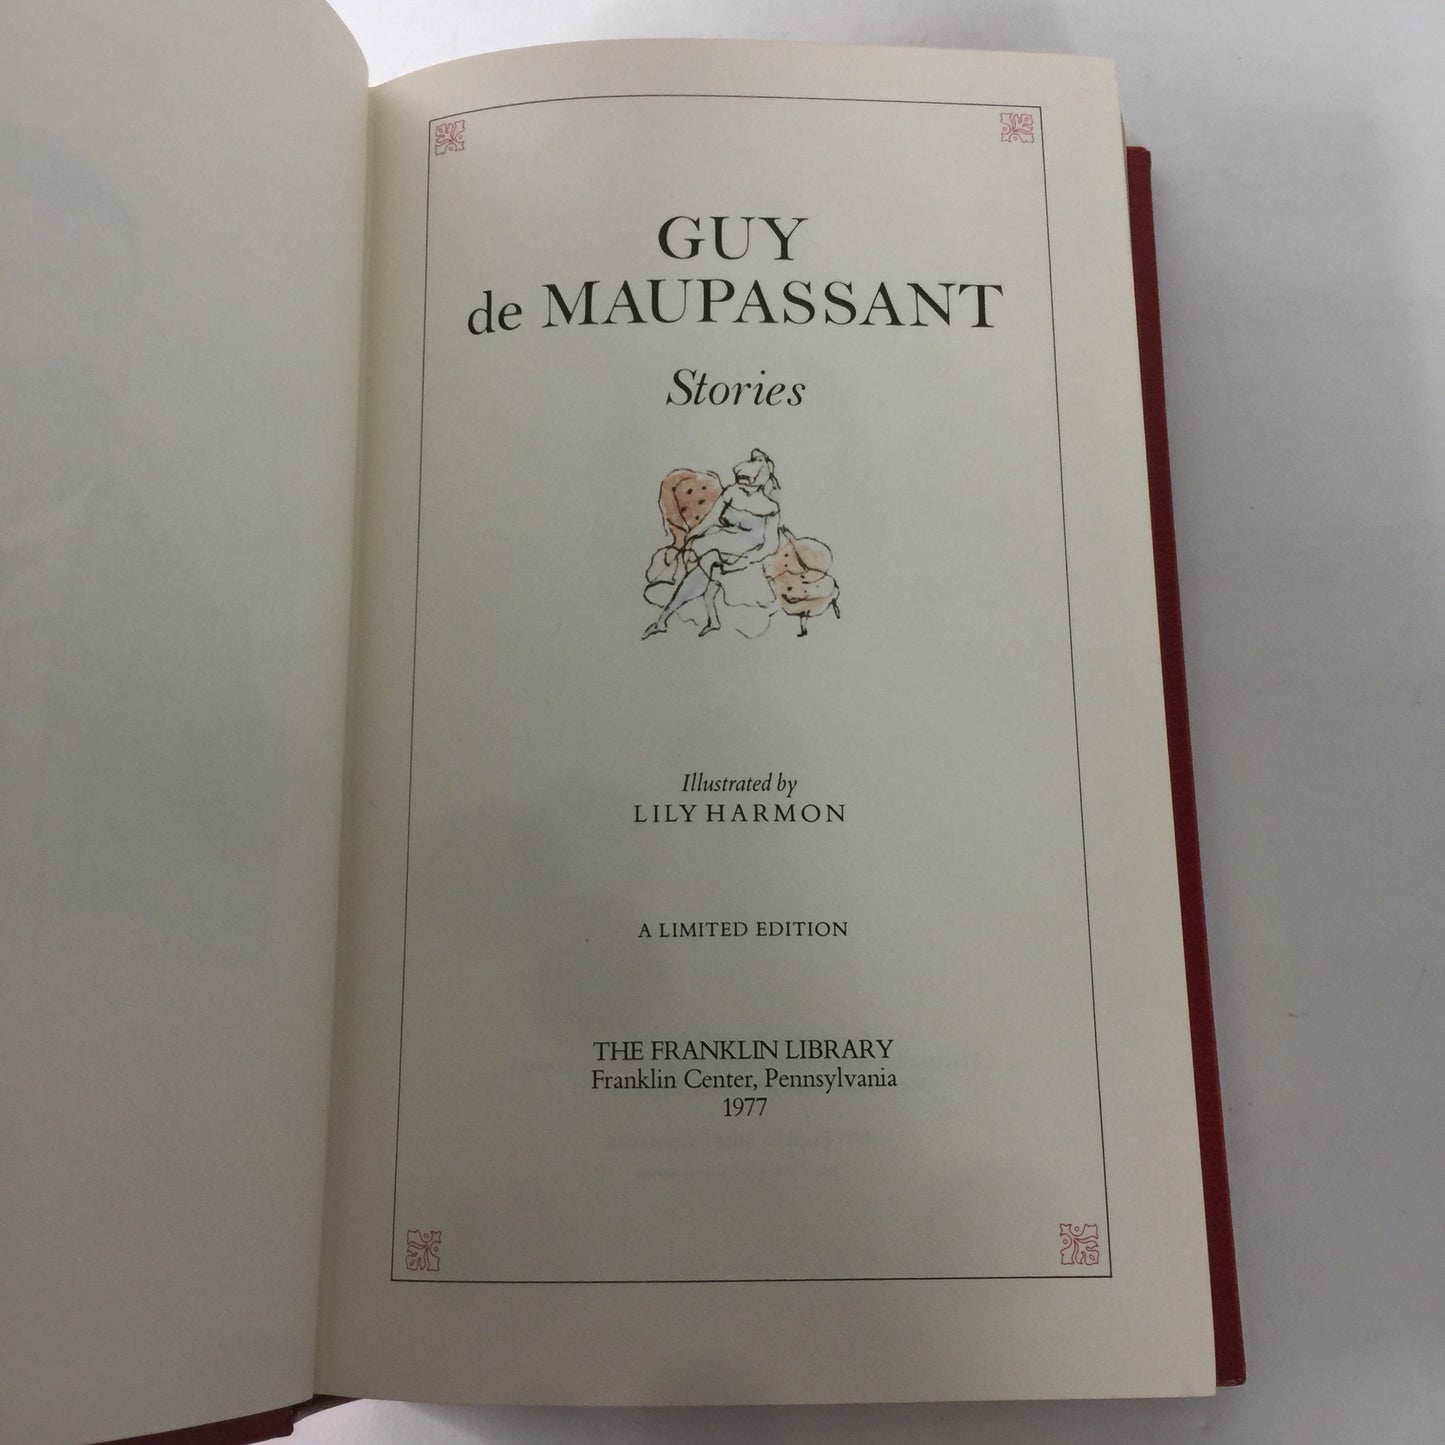 GUY
de MAUPASSANT
Stories
Illustrated by
LILY HARMON
A LIMITED EDITION
THE FRANKLIN LIBRARY
Franklin Center, Pennsylvania
1977